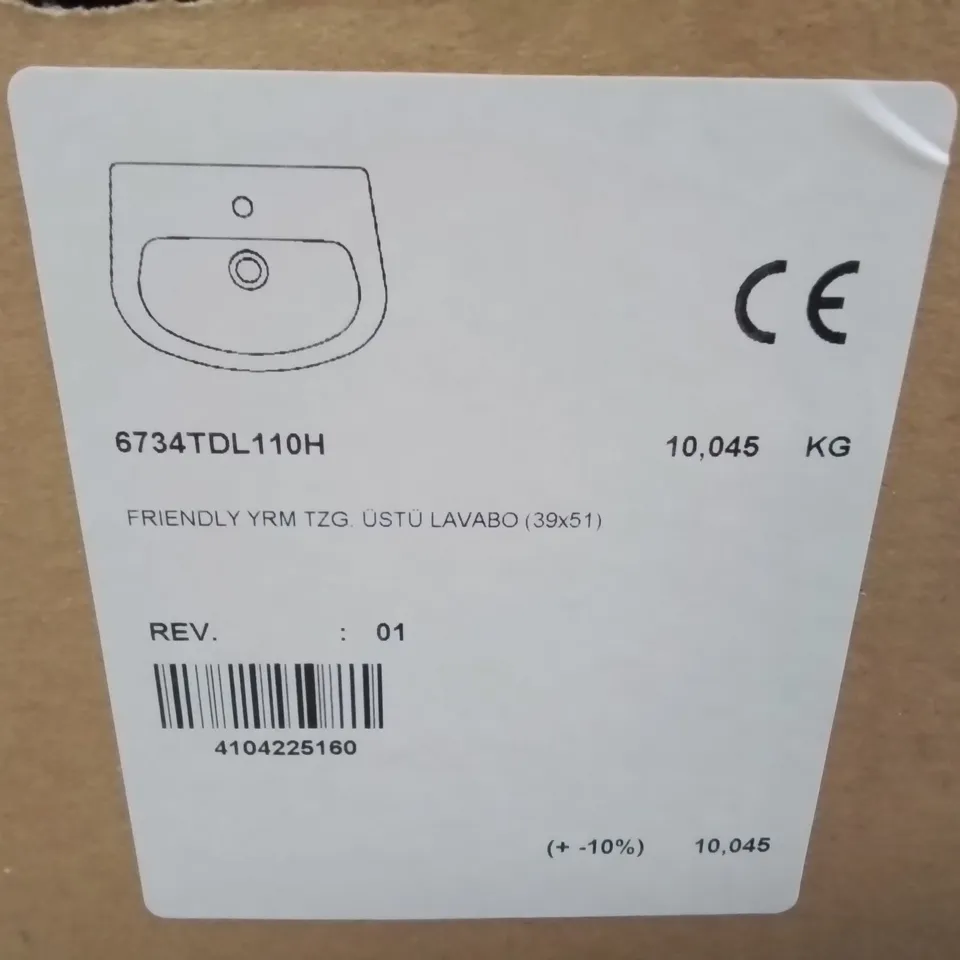 CE
6734TDL110H 10,045 KG
FRIENDLY YRM TZG. ÜSTÜ LAVABO (39x51)
REV. : 01
4104225160
(+ -10%) 10,045